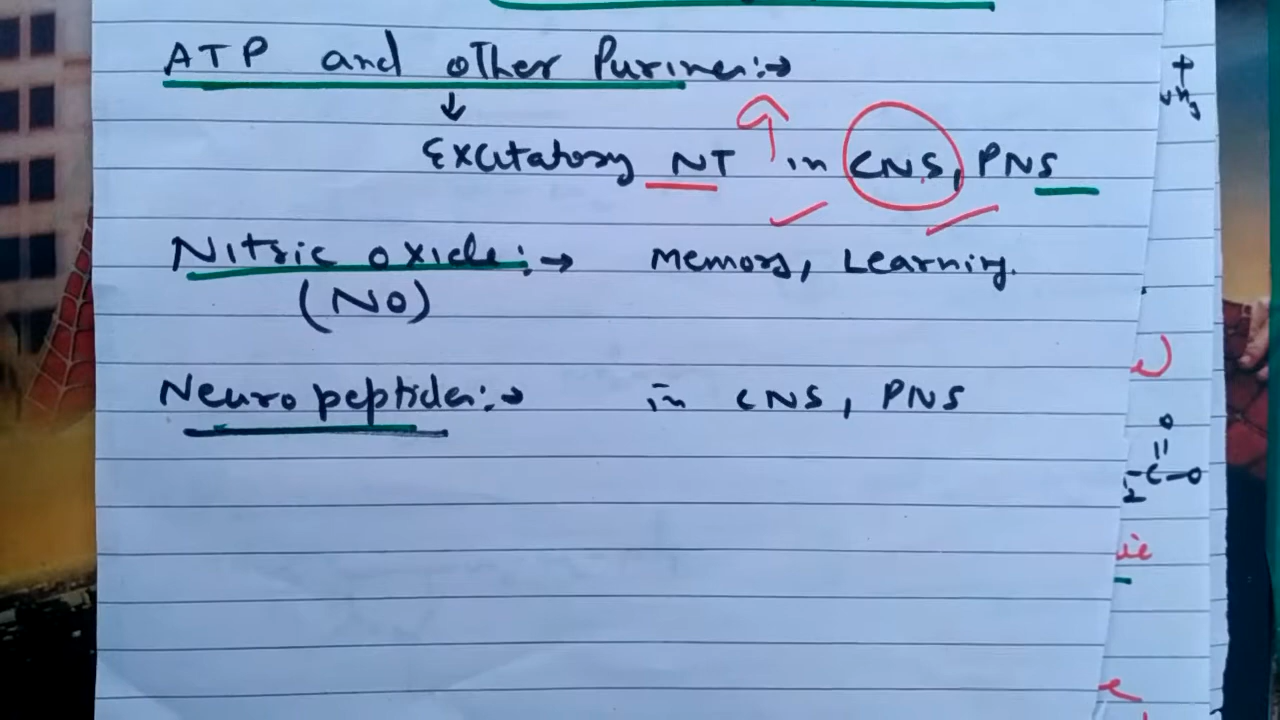 ATP and other Purines:→
↓
Excitatory NT in CNS, PNS
Nitric oxide:→ Memory, Learning.
(NO)
Neuropeptides:→ in CNS, PNS